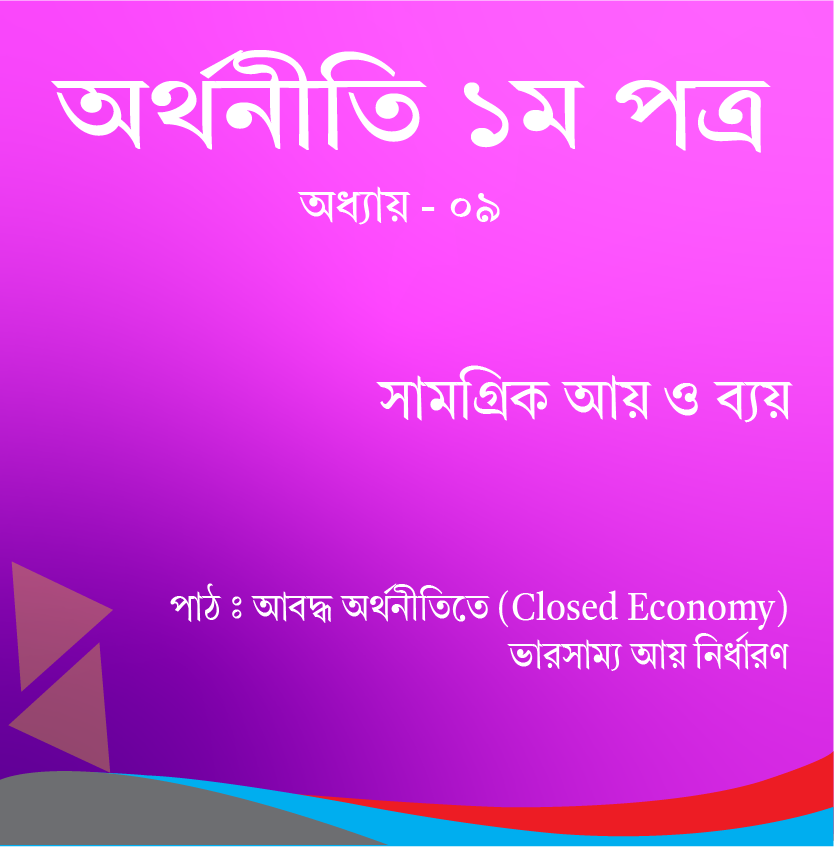 অর্থনীতি ১ম পত্র
অধ্যায় - ০৯
সামগ্রিক আয় ও ব্যয়
পাঠ ঃ আবদ্ধ অর্থনীতিতে (Closed Economy)
ভারসাম্য আয় নির্ধারণ